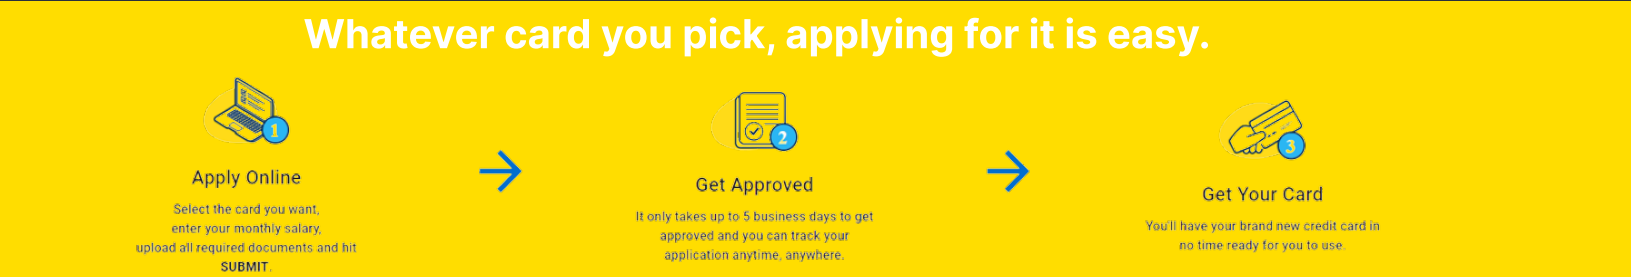 Whatever card you pick, applying for it is easy.
1
Apply Online
Select the card you want,
enter your monthly salary,
upload all required documents and hit
SUBMIT.
2
Get Approved
It only takes up to 5 business days to get
approved and you can track your
application anytime, anywhere.
3
Get Your Card
You'll have your brand new credit card in
no time ready for you to use.